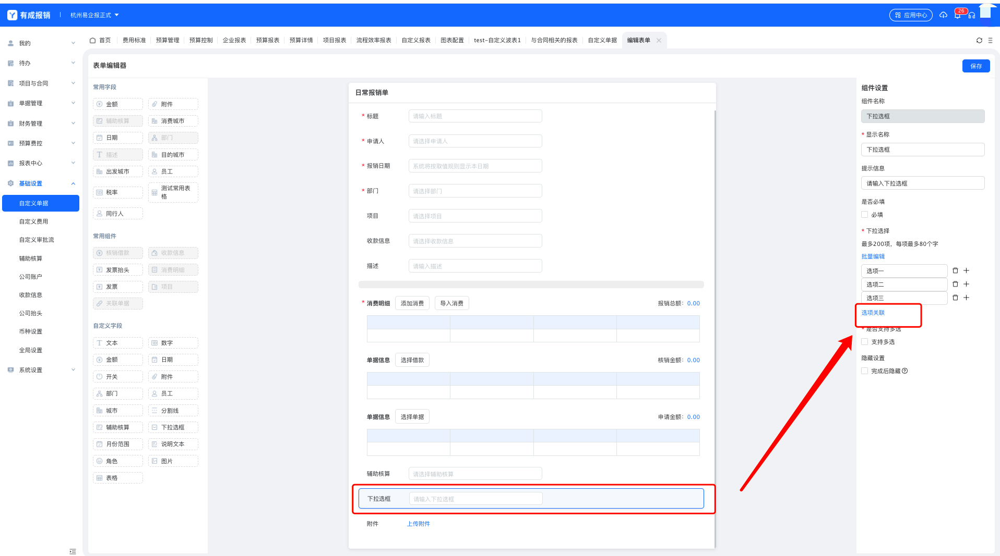 有成报销
杭州易企报正式
应用中心
26
我的
待办
项目与合同
单据管理
财务管理
预算费控
报表中心
基础设置
自定义单据
自定义费用
自定义审批流
辅助核算
公司账户
收款信息
公司抬头
币种设置
全局设置
系统设置
首页 费用标准 预算管理 预算控制 企业报表 预算报表 预算详情 项目报表 流程效率报表 自定义报表 图表配置 test-自定义波表1 与合同相关的报表 自定义单据 编辑表单
表单编辑器
保存
常用字段
金额 附件
辅助核算 消费城市
日期 部门
描述 目的城市
出发城市 员工
税率 测试常用表格
同行人
常用组件
核销借款 收款信息
发票抬头 消费明细
发票 项目
关联单据
自定义字段
文本 数字
金额 日期
开关 附件
部门 员工
城市 分割线
辅助核算 下拉选框
月份范围 说明文本
角色 图片
表格
日常报销单
* 标题 请输入标题
* 申请人 请选择申请人
* 报销日期 系统将按取值规则显示本日期
* 部门 请选择部门
项目 请选择项目
收款信息 请选择收款信息
描述 请输入描述
* 消费明细 添加消费 导入消费 报销总额: 0.00
单据信息 选择借款 核销金额: 0.00
单据信息 选择单据 申请金额: 0.00
辅助核算 请选择辅助核算
下拉选框 请输入下拉选框
附件 上传附件
组件设置
组件名称
下拉选框
* 显示名称
下拉选框
提示信息
请输入下拉选框
是否必填
必填
* 下拉选择
最多200项，每项最多80个字
批量编辑
选项一
选项二
选项三
选项关联
* 是否支持多选
支持多选
隐藏设置
完成后隐藏